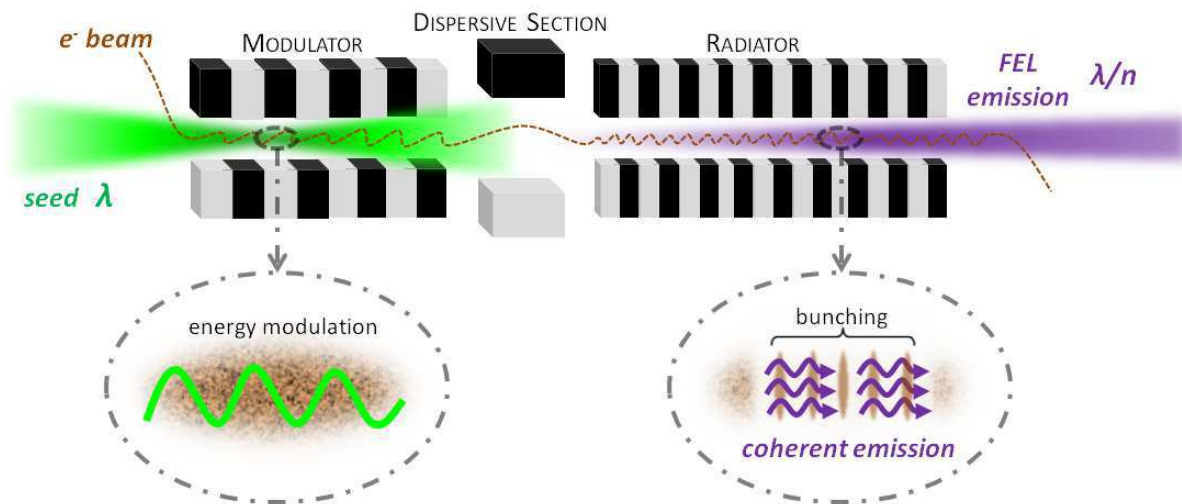 DISPERSIVE SECTION
e- beam
MODULATOR
RADIATOR
FEL
emission
λ/n
seed λ
energy modulation
bunching
coherent emission